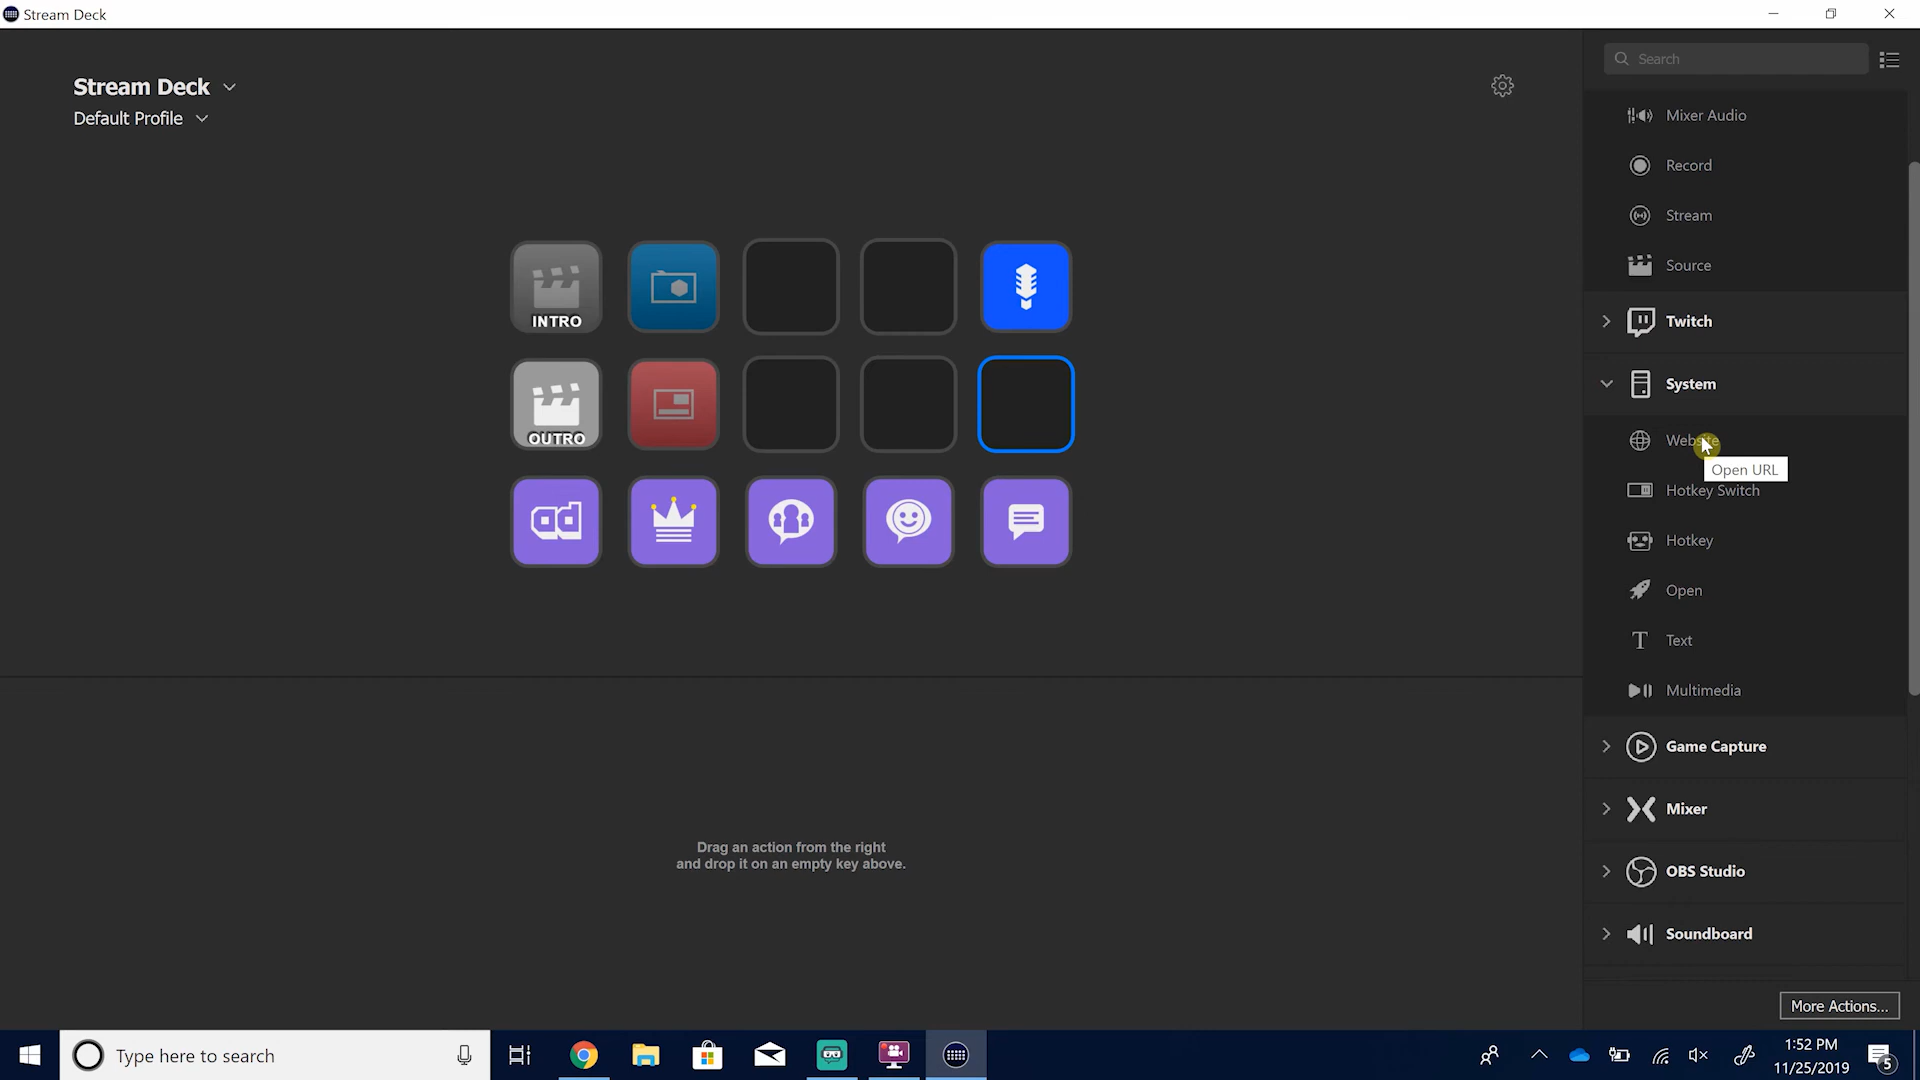 Stream Deck
Stream Deck
Default Profile
Search
Mixer Audio
Record
Stream
Source
Twitch
System
Website
Open URL
Hotkey Switch
Hotkey
Open
Text
Multimedia
Game Capture
Mixer
OBS Studio
Soundboard
More Actions...
INTRO
OUTRO
ad
Drag an action from the right
and drop it on an empty key above.
Type here to search
1:52 PM
11/25/2019
5